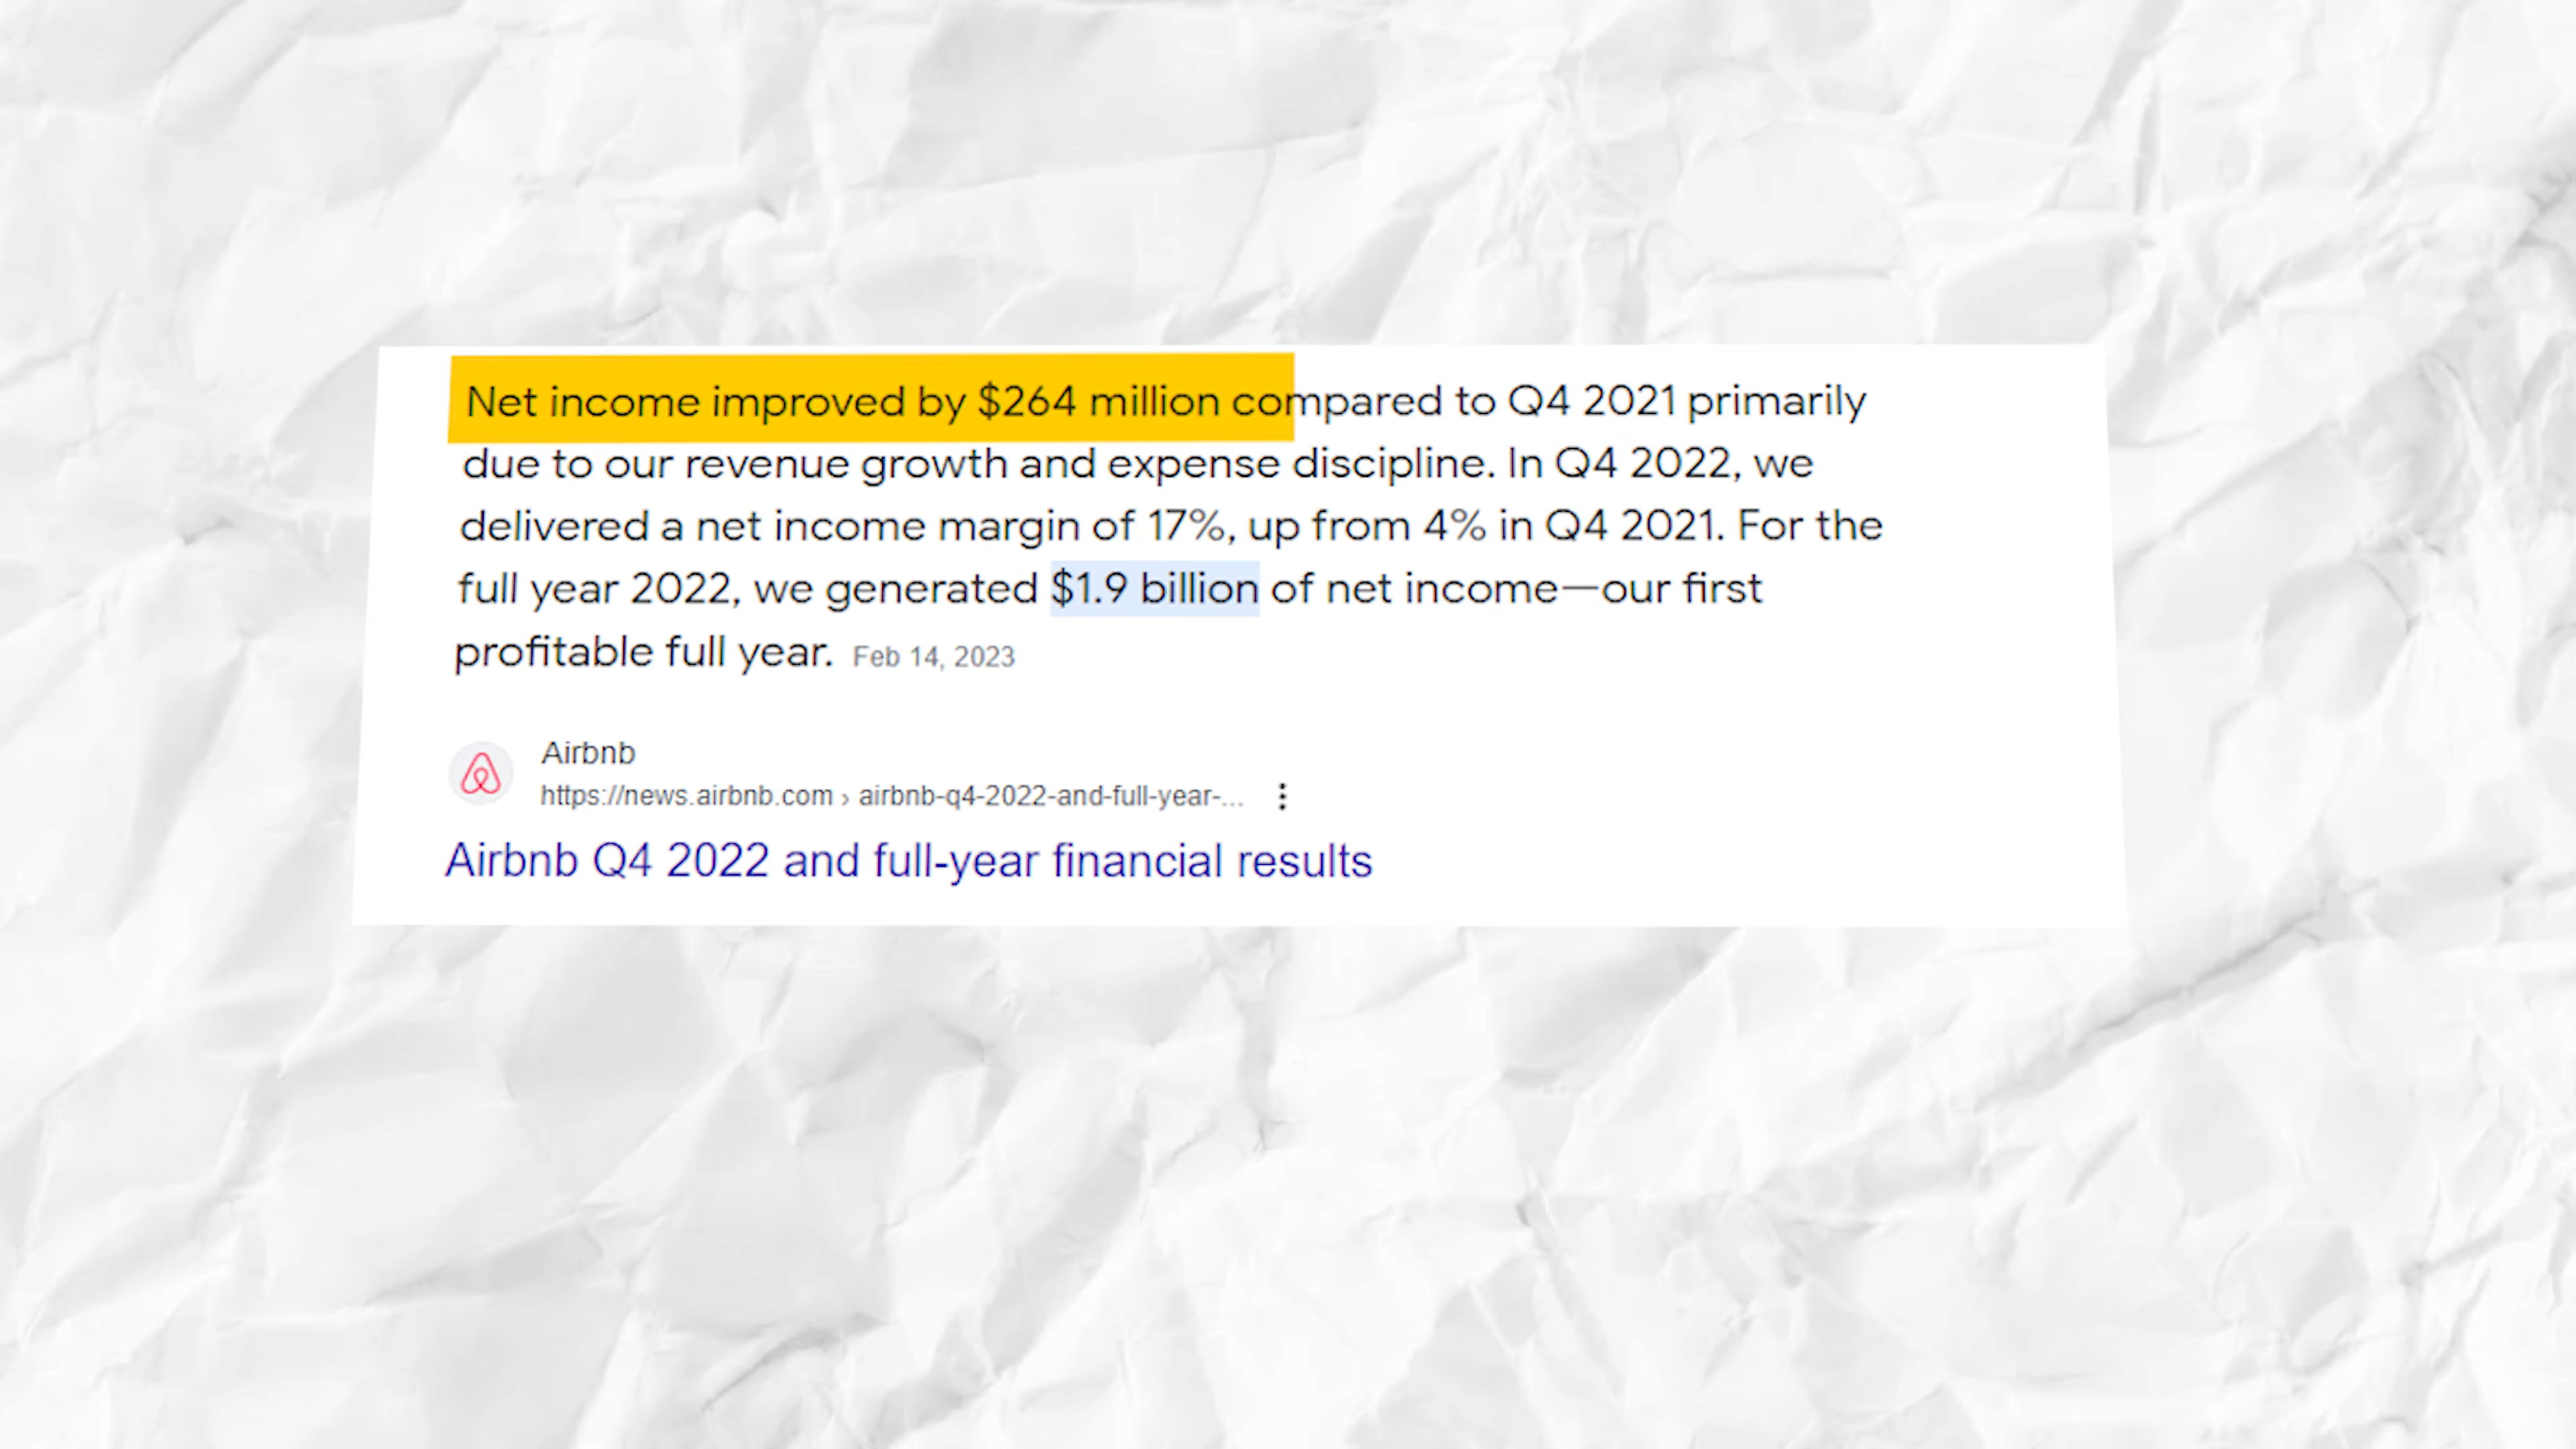 Net income improved by $264 million compared to Q4 2021 primarily
due to our revenue growth and expense discipline. In Q4 2022, we
delivered a net income margin of 17%, up from 4% in Q4 2021. For the
full year 2022, we generated $1.9 billion of net income—our first
profitable full year. Feb 14, 2023
Airbnb
https://news.airbnb.com › airbnb-q4-2022-and-full-year-...
Airbnb Q4 2022 and full-year financial results